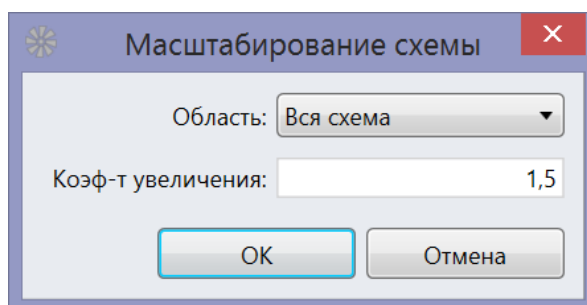 Масштабирование схемы
Область: Вся схема
Коэф-т увеличения: 1,5
OK Отмена